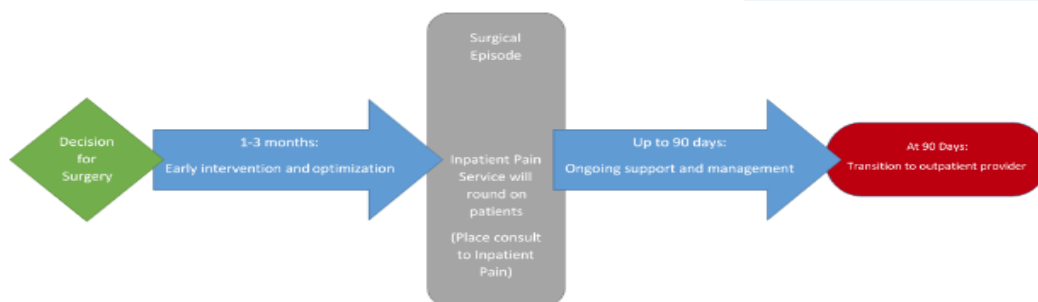 Decision
for
Surgery
1-3 months:
Early intervention and optimization
Surgical
Episode
Inpatient Pain
Service will
round on
patients
(Place consult
to Inpatient
Pain)
Up to 90 days:
Ongoing support and management
At 90 Days:
Transition to outpatient provider